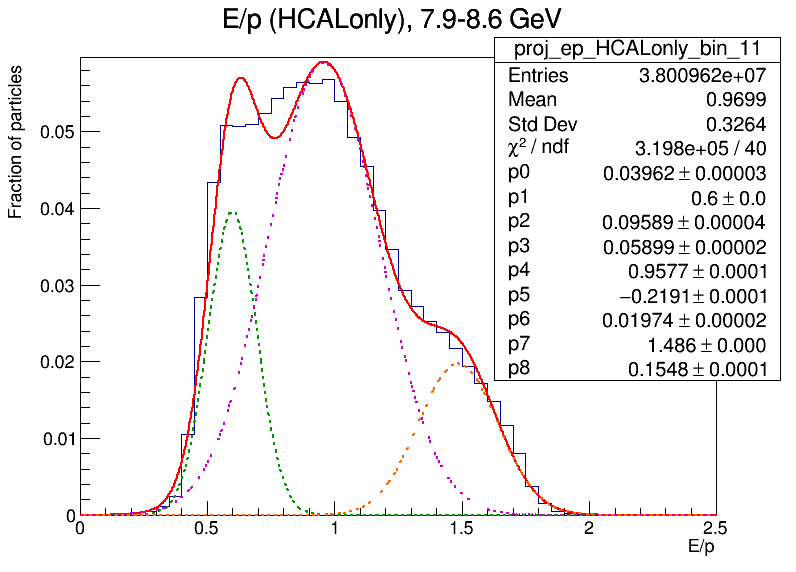 E/p (HCALonly), 7.9-8.6 GeV
proj_ep_HCALonly_bin_11
Entries 3.800962e+07
Mean 0.9699
Std Dev 0.3264
χ² / ndf 3.198e+05 / 40
p0 0.03962 ± 0.00003
p1 0.6 ± 0.0
p2 0.09589 ± 0.00004
p3 0.05899 ± 0.00002
p4 0.9577 ± 0.0001
p5 −0.2191 ± 0.0001
p6 0.01974 ± 0.00002
p7 1.486 ± 0.000
p8 0.1548 ± 0.0001
Fraction of particles
0.05
0.04
0.03
0.02
0.01
0
0 0.5 1 1.5 2 2.5
E/p